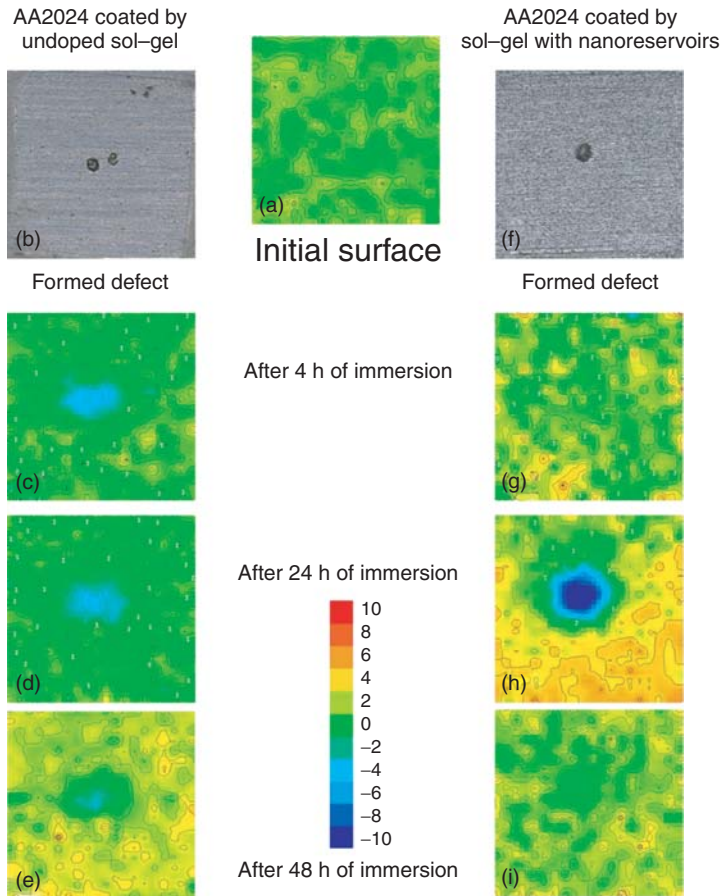 AA2024 coated by
undoped sol–gel
AA2024 coated by
sol–gel with nanoreservoirs
(a)
(b)
(f)
Initial surface
Formed defect
Formed defect
After 4 h of immersion
(c)
(g)
After 24 h of immersion
(d)
(h)
10
8
6
4
2
0
–2
–4
–6
–8
–10
(e)
After 48 h of immersion
(i)